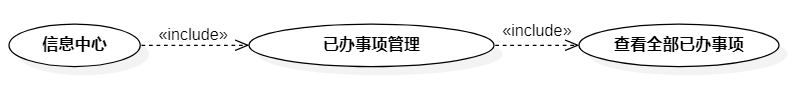 信息中心
«include»
已办事项管理
«include»
查看全部已办事项